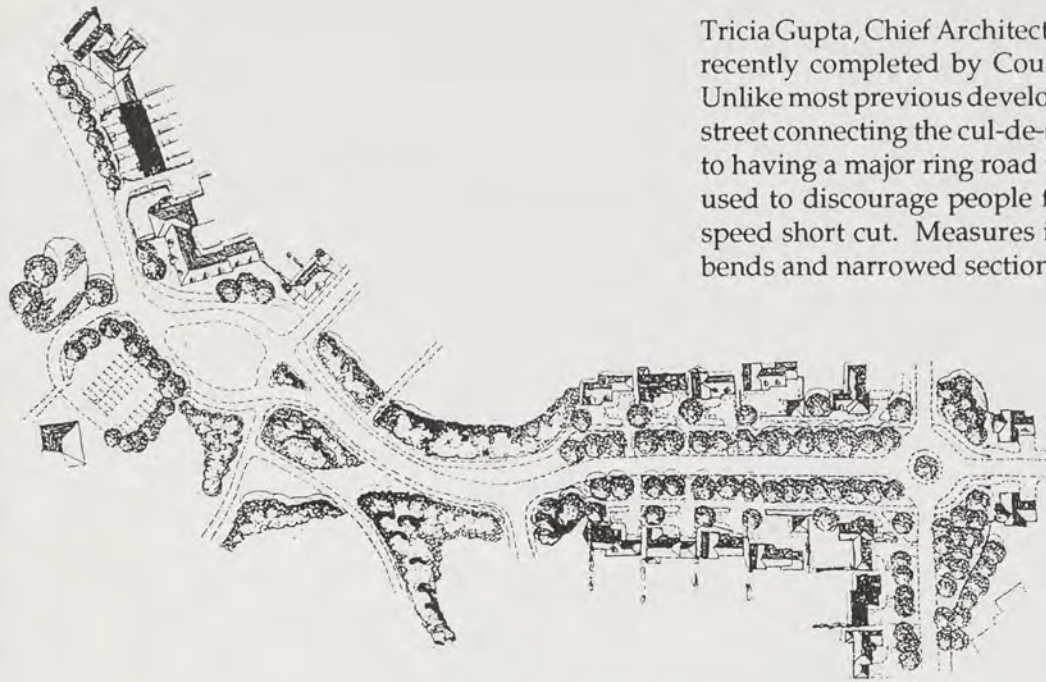 Tricia Gupta, Chief Architect
recently completed by Cou
Unlike most previous develo
street connecting the cul-de-
to having a major ring road
used to discourage people f
speed short cut. Measures i
bends and narrowed section